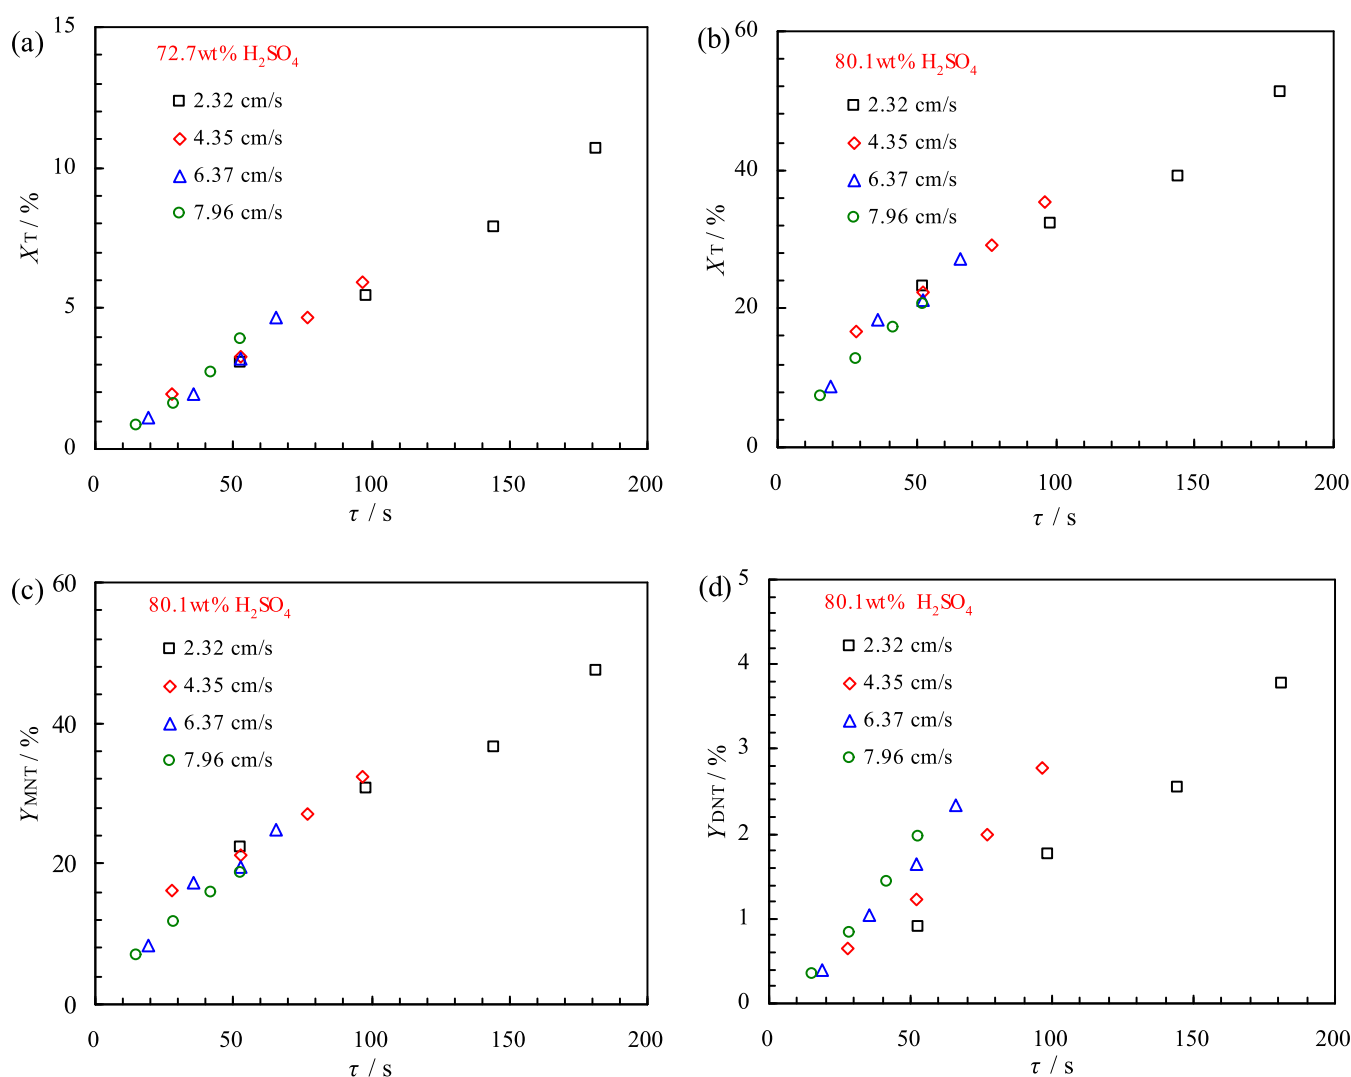 (a)
72.7wt% H₂SO₄
2.32 cm/s
4.35 cm/s
6.37 cm/s
7.96 cm/s
15
10
5
0
XT / %
0 50 100 150 200
τ / s
(b)
80.1wt% H₂SO₄
2.32 cm/s
4.35 cm/s
6.37 cm/s
7.96 cm/s
60
40
20
0
XT / %
0 50 100 150 200
τ / s
(c)
80.1wt% H₂SO₄
2.32 cm/s
4.35 cm/s
6.37 cm/s
7.96 cm/s
60
40
20
0
YMNT / %
0 50 100 150 200
τ / s
(d)
80.1wt% H₂SO₄
2.32 cm/s
4.35 cm/s
6.37 cm/s
7.96 cm/s
5
4
3
2
1
0
YDNT / %
0 50 100 150 200
τ / s